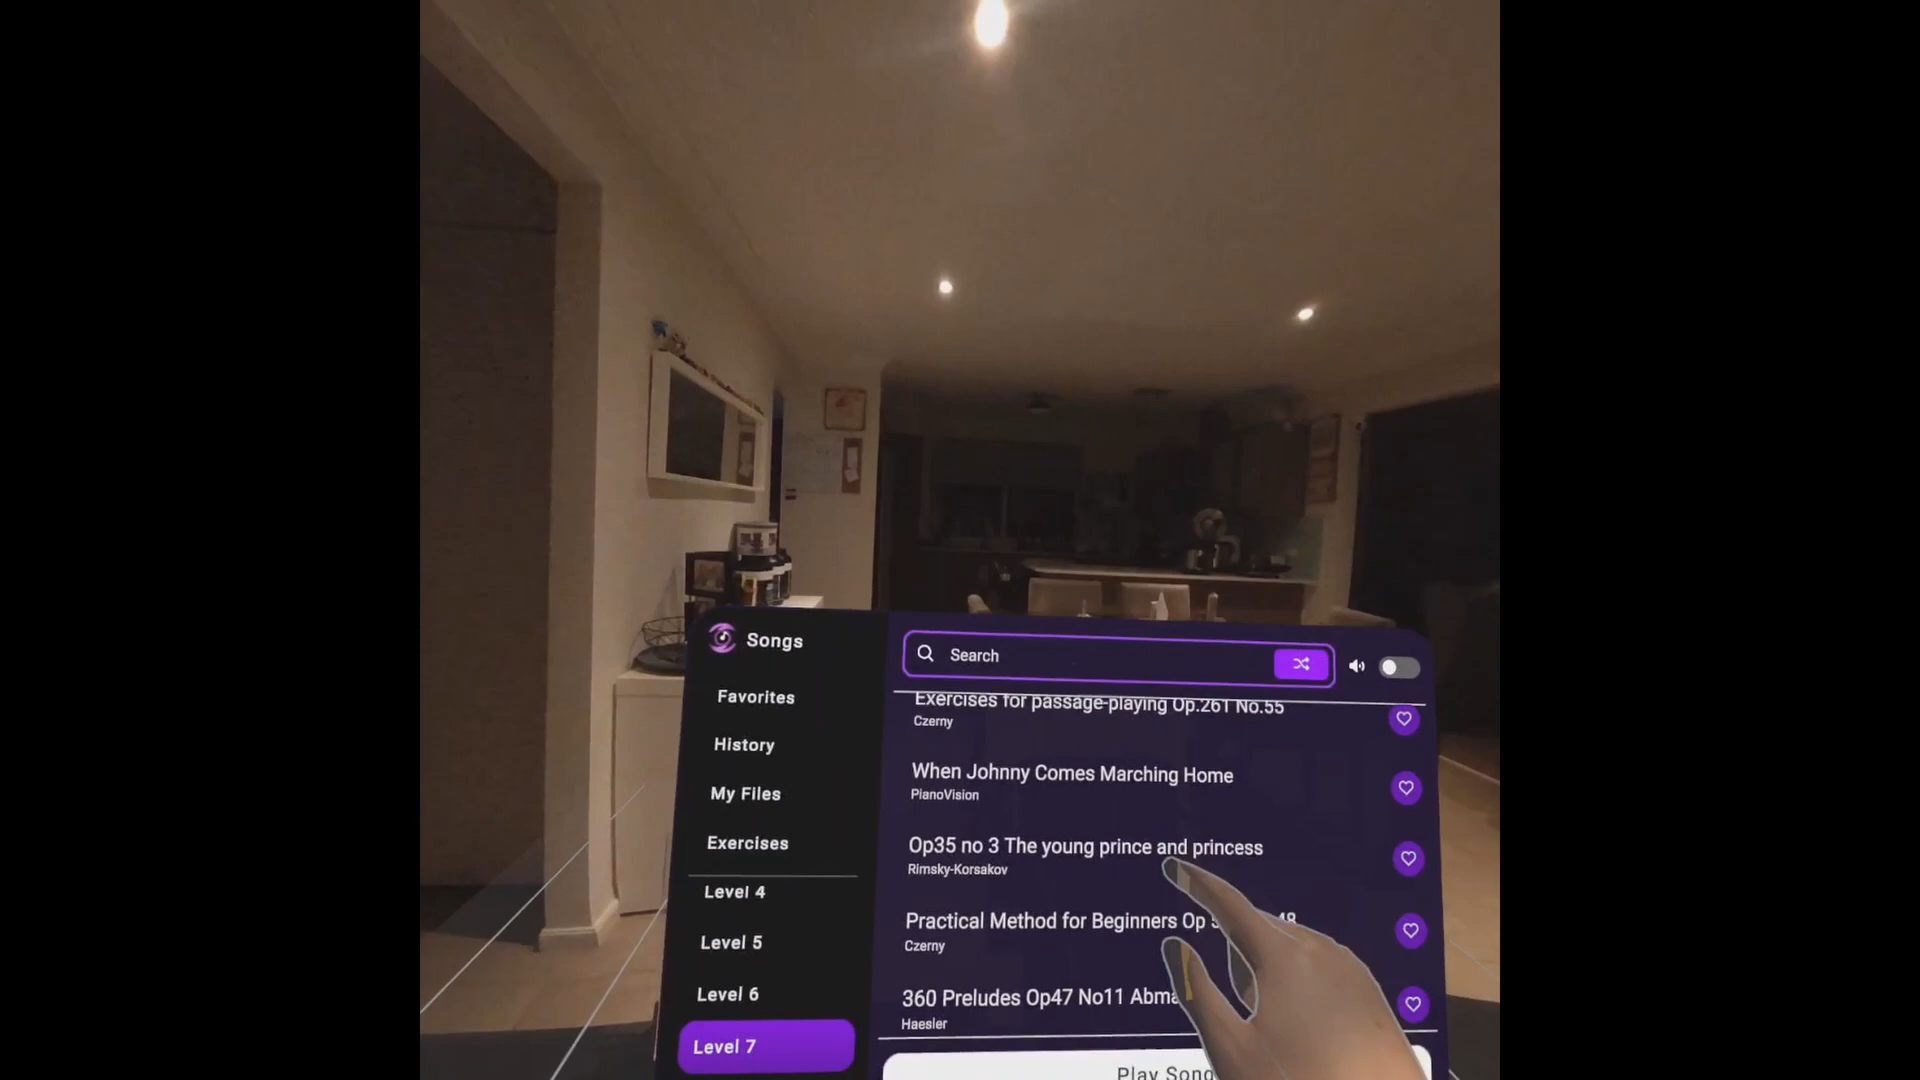 Songs
Favorites
History
My Files
Exercises
Level 4
Level 5
Level 6
Level 7
Search
Exercises for passage-playing Op.261 No.55
Czerny
When Johnny Comes Marching Home
PianoVision
Op35 no 3 The young prince and princess
Rimsky-Korsakov
Practical Method for Beginners Op 48
Czerny
360 Preludes Op47 No11
Haesler
Play Song